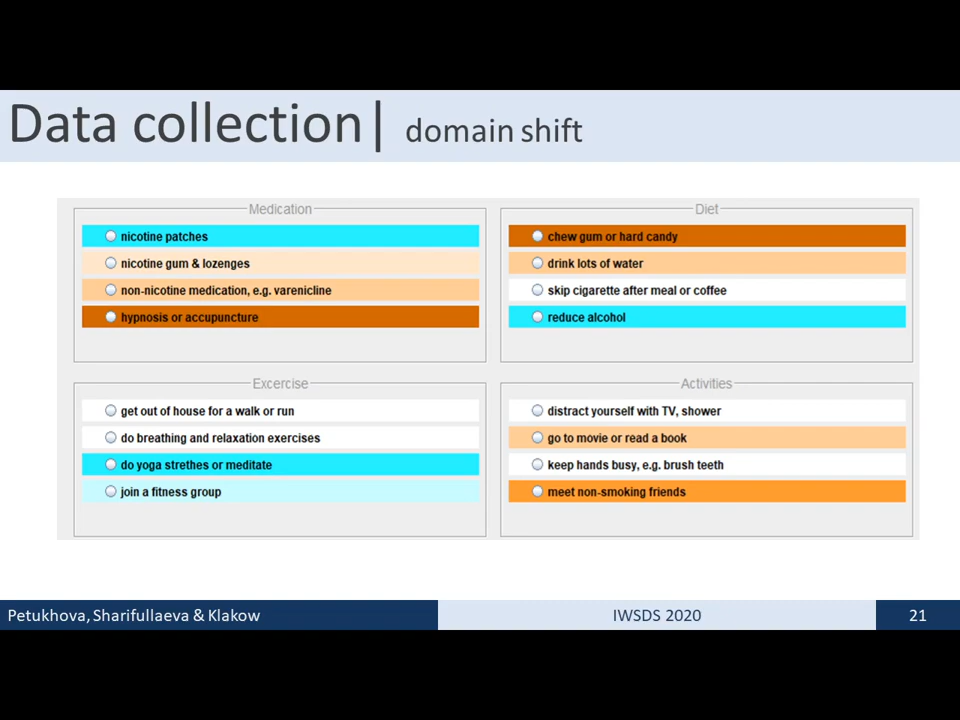 Data collection| domain shift
Medication
nicotine patches
nicotine gum & lozenges
non-nicotine medication, e.g. varenicline
hypnosis or accupuncture
Diet
chew gum or hard candy
drink lots of water
skip cigarette after meal or coffee
reduce alcohol
Excercise
get out of house for a walk or run
do breathing and relaxation exercises
do yoga strethes or meditate
join a fitness group
Activities
distract yourself with TV, shower
go to movie or read a book
keep hands busy, e.g. brush teeth
meet non-smoking friends
Petukhova, Sharifullaeva & Klakow
IWSDS 2020
21